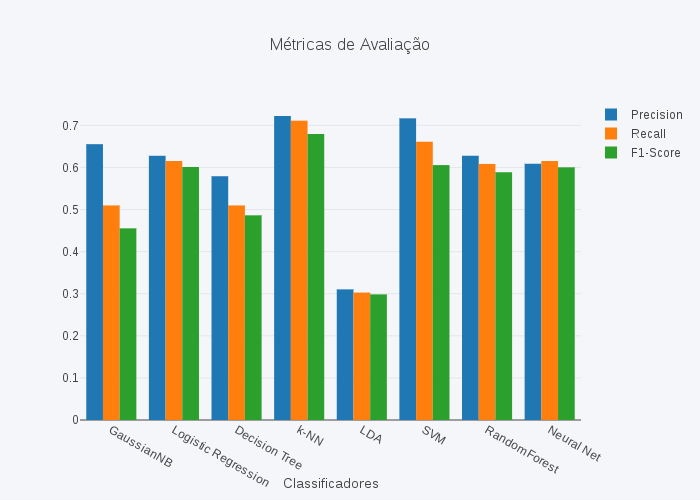 Métricas de Avaliação
Precision
Recall
F1-Score
0.7
0.6
0.5
0.4
0.3
0.2
0.1
0
GaussianNB
Logistic Regression
Decision Tree
k-NN
LDA
SVM
RandomForest
Neural Net
Classificadores